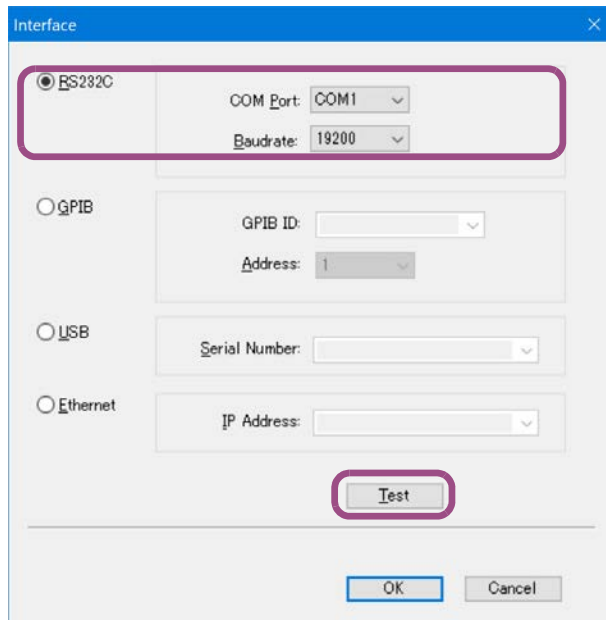 Interface
RS232C
COM Port: COM1
Baudrate: 19200
GPIB
GPIB ID:
Address: 1
USB
Serial Number:
Ethernet
IP Address:
Test
OK Cancel